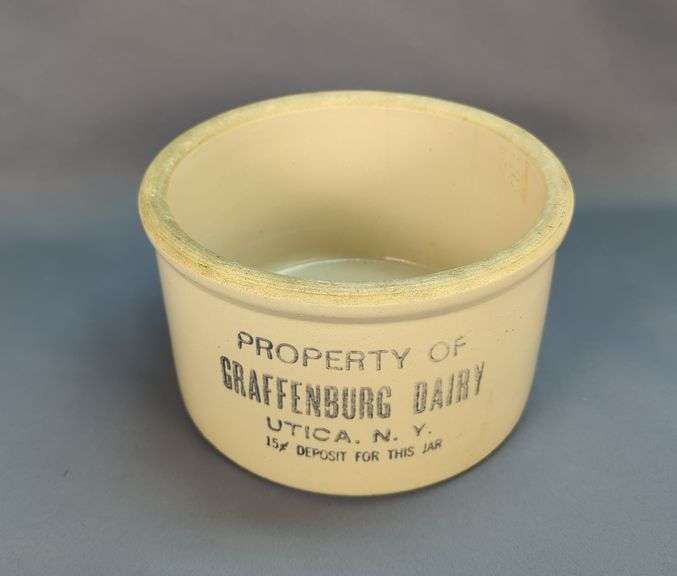 PROPERTY OF
GRAFFENBURG DAIRY
UTICA. N. Y.
15¢ DEPOSIT FOR THIS JAR